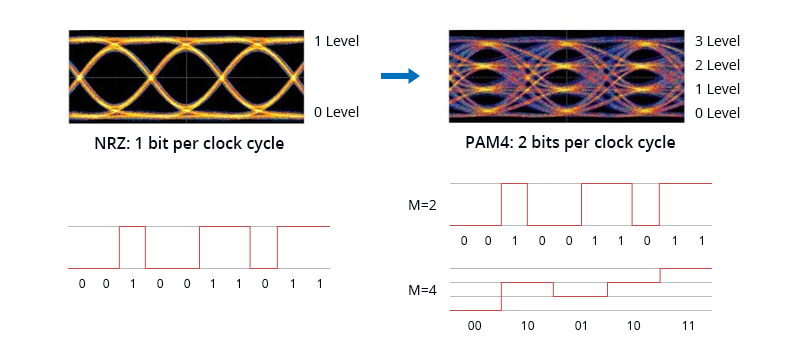 1 Level
0 Level
NRZ: 1 bit per clock cycle
3 Level
2 Level
1 Level
0 Level
PAM4: 2 bits per clock cycle
0 0 1 0 0 1 1 0 1 1
M=2
0 0 1 0 0 1 1 0 1 1
M=4
00 10 01 10 11